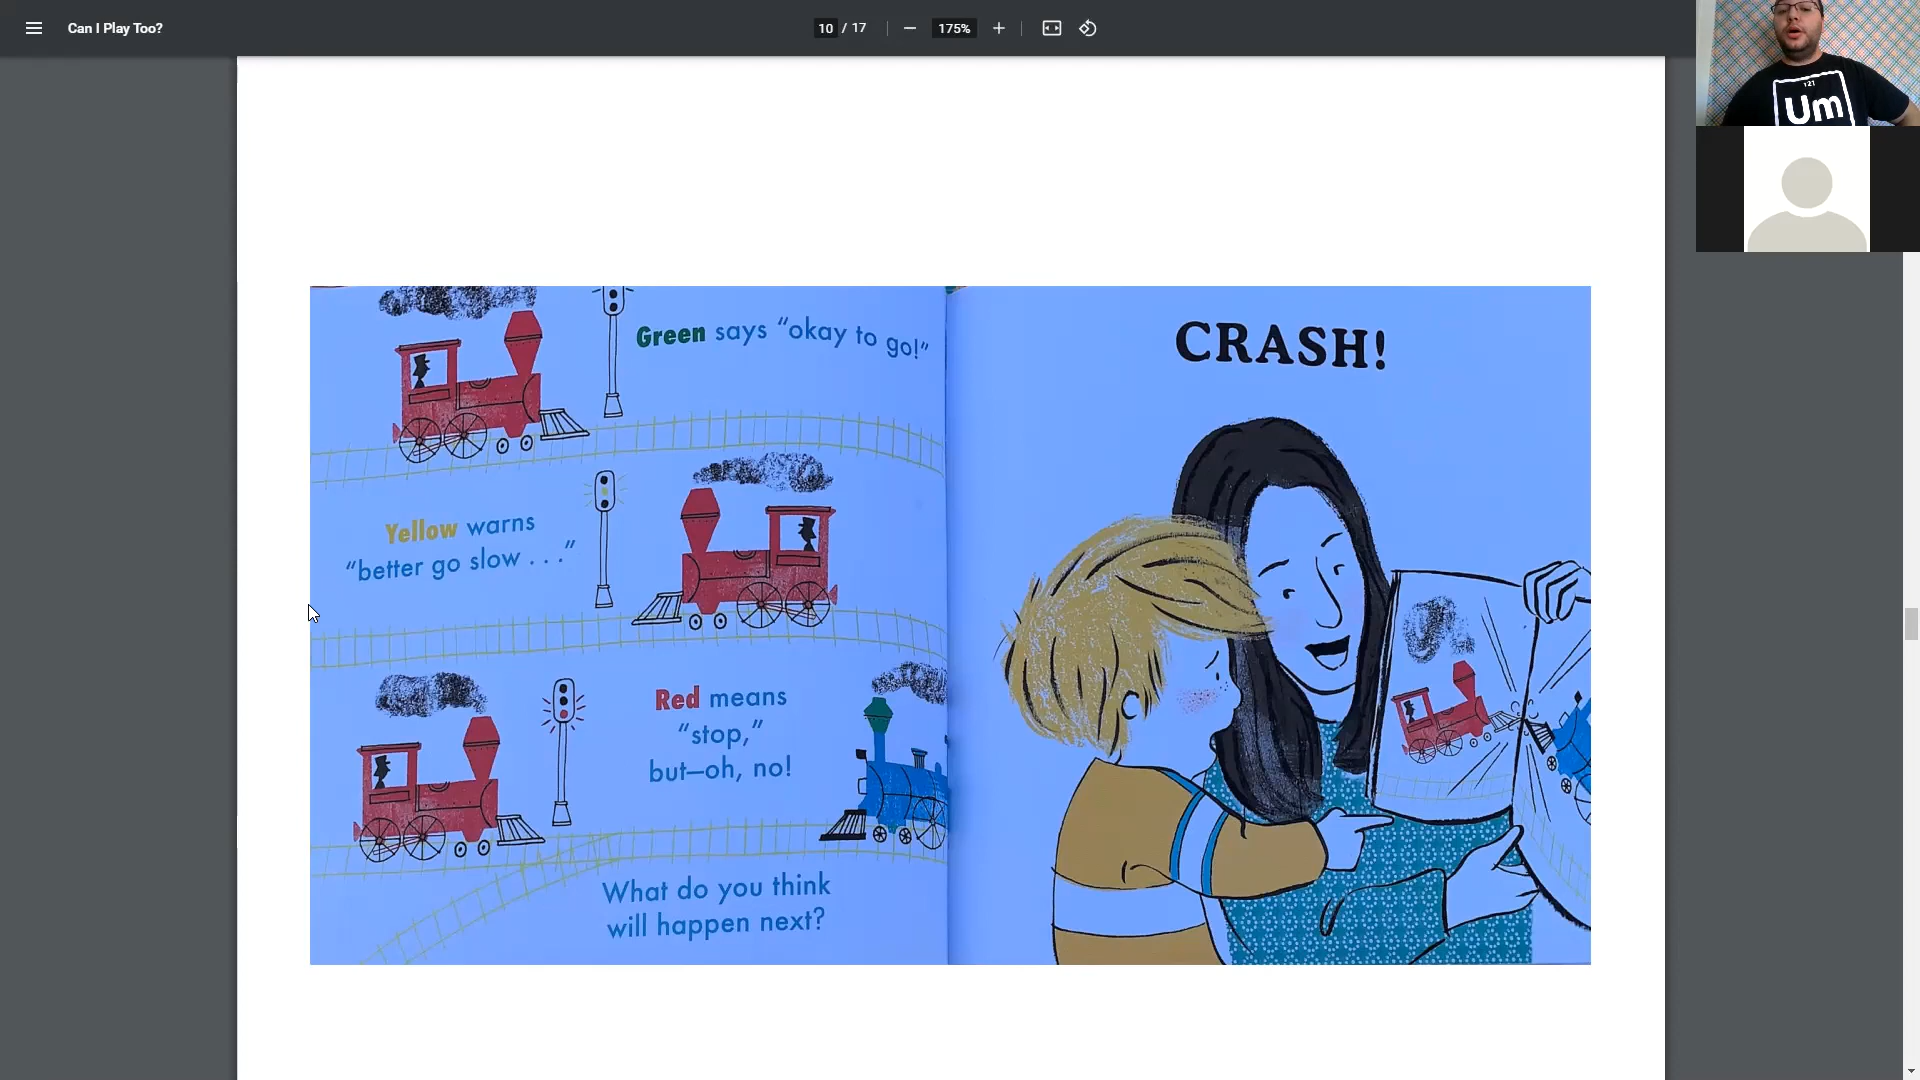 Can I Play Too?
10 / 17
175%
121
Um
Green says “okay to go!”
Yellow warns
“better go slow . . .”
Red means
“stop,”
but—oh, no!
What do you think
will happen next?
CRASH!